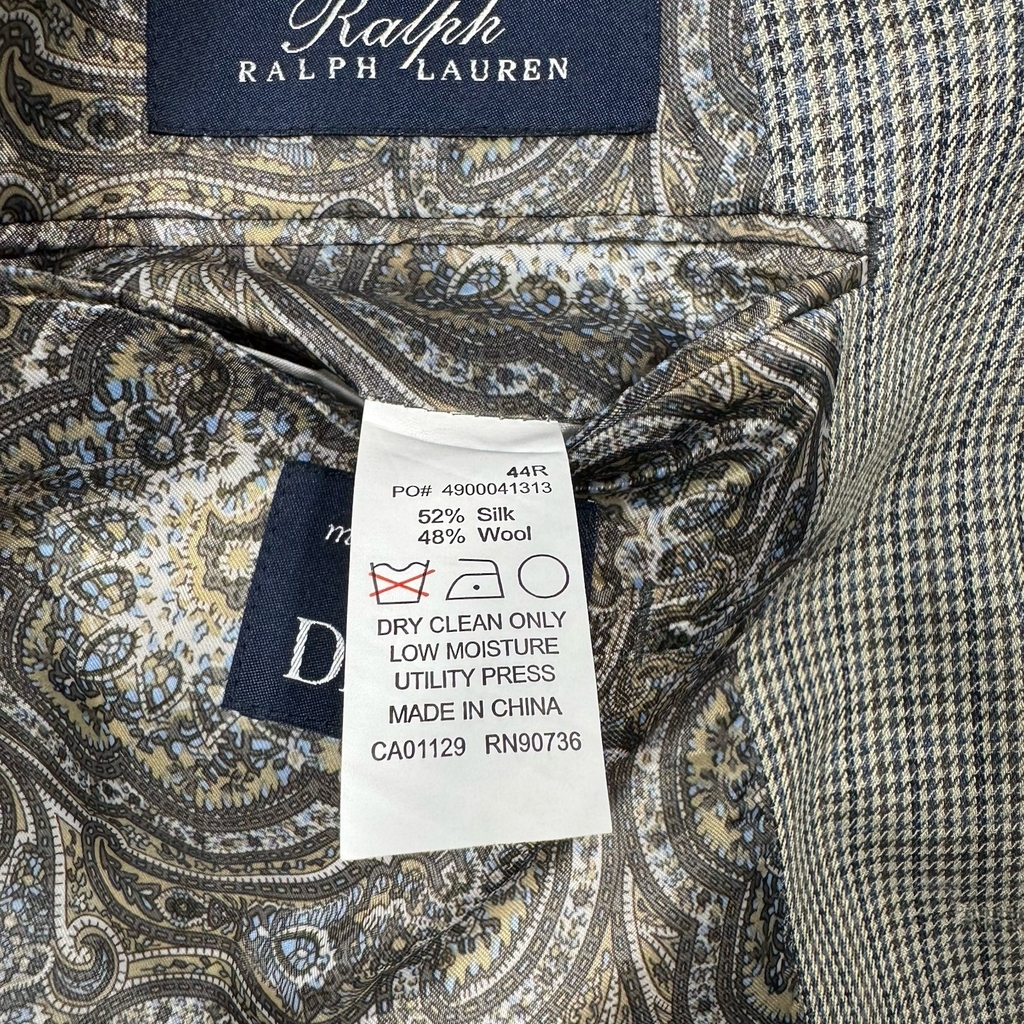 Ralph
RALPH LAUREN
44R
PO# 4900041313
52% Silk
48% Wool
DRY CLEAN ONLY
LOW MOISTURE
UTILITY PRESS
MADE IN CHINA
CA01129 RN90736